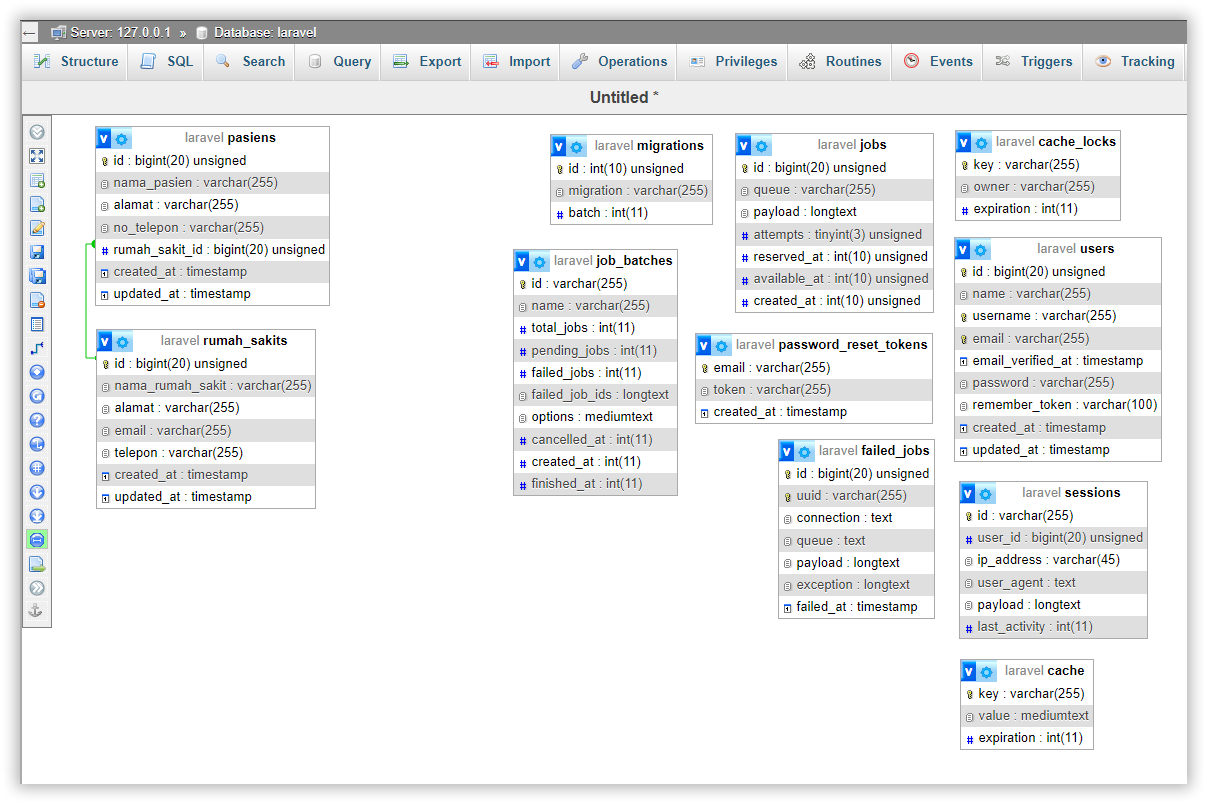 Server: 127.0.0.1 » Database: laravel
Structure SQL Search Query Export Import Operations Privileges Routines Events Triggers Tracking
Untitled *
laravel pasiens
id : bigint(20) unsigned
nama_pasien : varchar(255)
alamat : varchar(255)
no_telepon : varchar(255)
rumah_sakit_id : bigint(20) unsigned
created_at : timestamp
updated_at : timestamp
laravel rumah_sakits
id : bigint(20) unsigned
nama_rumah_sakit : varchar(255)
alamat : varchar(255)
email : varchar(255)
telepon : varchar(255)
created_at : timestamp
updated_at : timestamp
laravel migrations
id : int(10) unsigned
migration : varchar(255)
batch : int(11)
laravel job_batches
id : varchar(255)
name : varchar(255)
total_jobs : int(11)
pending_jobs : int(11)
failed_jobs : int(11)
failed_job_ids : longtext
options : mediumtext
cancelled_at : int(11)
created_at : int(11)
finished_at : int(11)
laravel jobs
id : bigint(20) unsigned
queue : varchar(255)
payload : longtext
attempts : tinyint(3) unsigned
reserved_at : int(10) unsigned
available_at : int(10) unsigned
created_at : int(10) unsigned
laravel password_reset_tokens
email : varchar(255)
token : varchar(255)
created_at : timestamp
laravel failed_jobs
id : bigint(20) unsigned
uuid : varchar(255)
connection : text
queue : text
payload : longtext
exception : longtext
failed_at : timestamp
laravel cache_locks
key : varchar(255)
owner : varchar(255)
expiration : int(11)
laravel users
id : bigint(20) unsigned
name : varchar(255)
username : varchar(255)
email : varchar(255)
email_verified_at : timestamp
password : varchar(255)
remember_token : varchar(100)
created_at : timestamp
updated_at : timestamp
laravel sessions
id : varchar(255)
user_id : bigint(20) unsigned
ip_address : varchar(45)
user_agent : text
payload : longtext
last_activity : int(11)
laravel cache
key : varchar(255)
value : mediumtext
expiration : int(11)